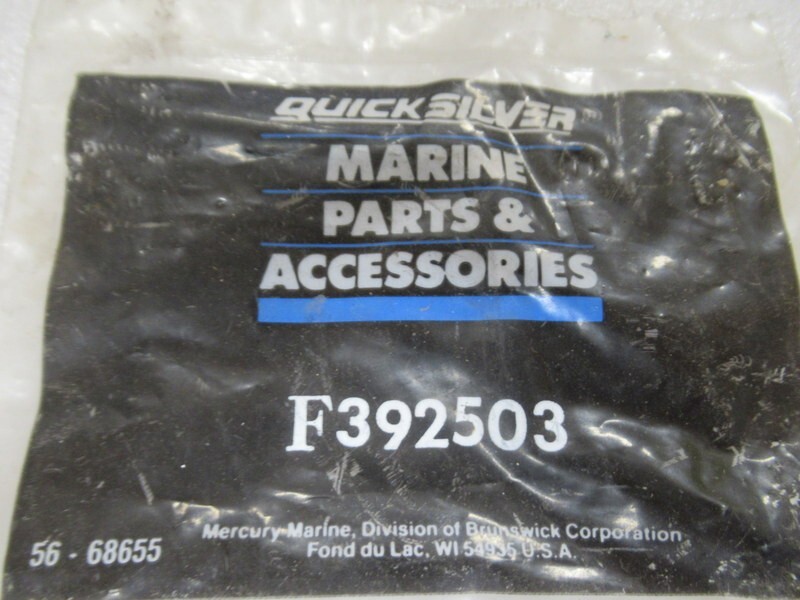 QUICKSILVER
MARINE
PARTS &
ACCESSORIES
F392503
56 - 68655
Mercury Marine, Division of Brunswick Corporation
Fond du Lac, WI 54935 U.S.A.